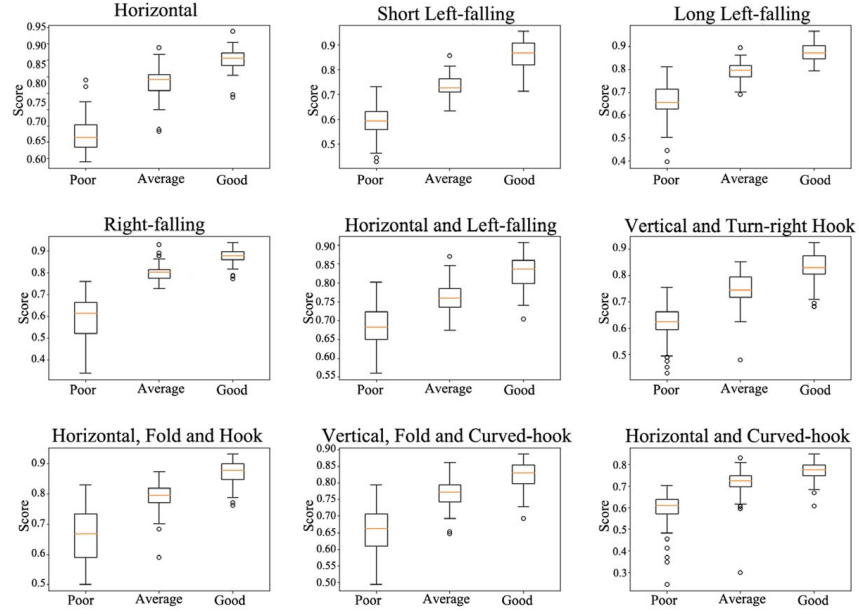 Horizontal
Short Left-falling
Long Left-falling
Score
0.95
0.90
0.85
0.80
0.75
0.70
0.65
0.60
Poor Average Good
Score
0.9
0.8
0.7
0.6
0.5
Poor Average Good
Score
0.9
0.8
0.7
0.6
0.5
0.4
Poor Average Good
Right-falling
Horizontal and Left-falling
Vertical and Turn-right Hook
Score
0.9
0.8
0.7
0.6
0.5
0.4
Poor Average Good
Score
0.90
0.85
0.80
0.75
0.70
0.65
0.60
0.55
Poor Average Good
Score
0.9
0.8
0.7
0.6
0.5
Poor Average Good
Horizontal, Fold and Hook
Vertical, Fold and Curved-hook
Horizontal and Curved-hook
Score
0.9
0.8
0.7
0.6
0.5
Poor Average Good
Score
0.90
0.85
0.80
0.75
0.70
0.65
0.60
0.55
0.50
Poor Average Good
Score
0.8
0.7
0.6
0.5
0.4
0.3
Poor Average Good